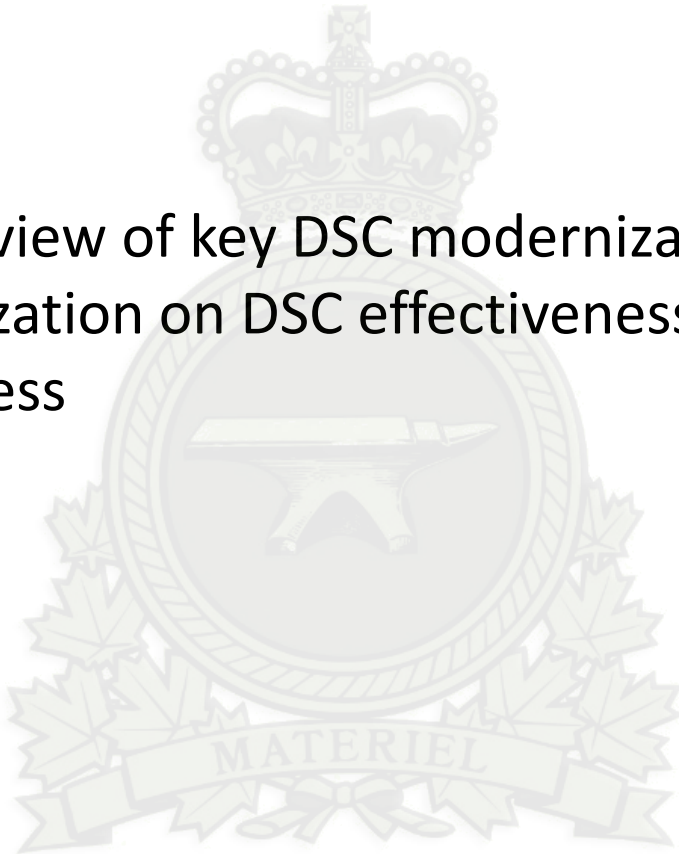 view of key DSC moderniza
zation on DSC effectiveness
ess
MATERIEL